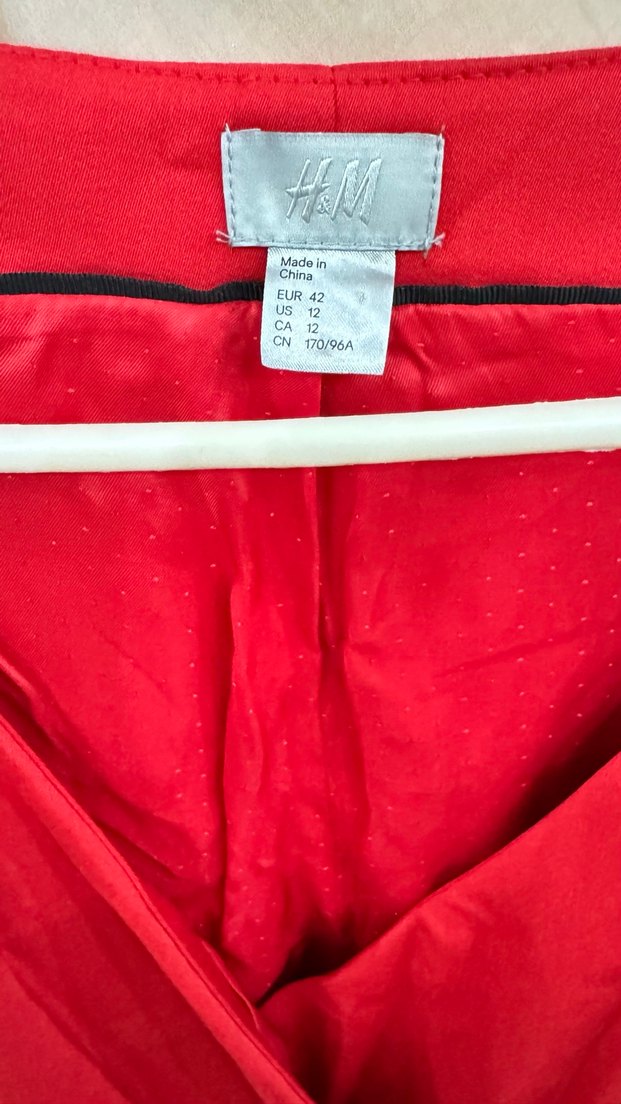 H&M
Made in
China
EUR 42
US 12
CA 12
CN 170/96A